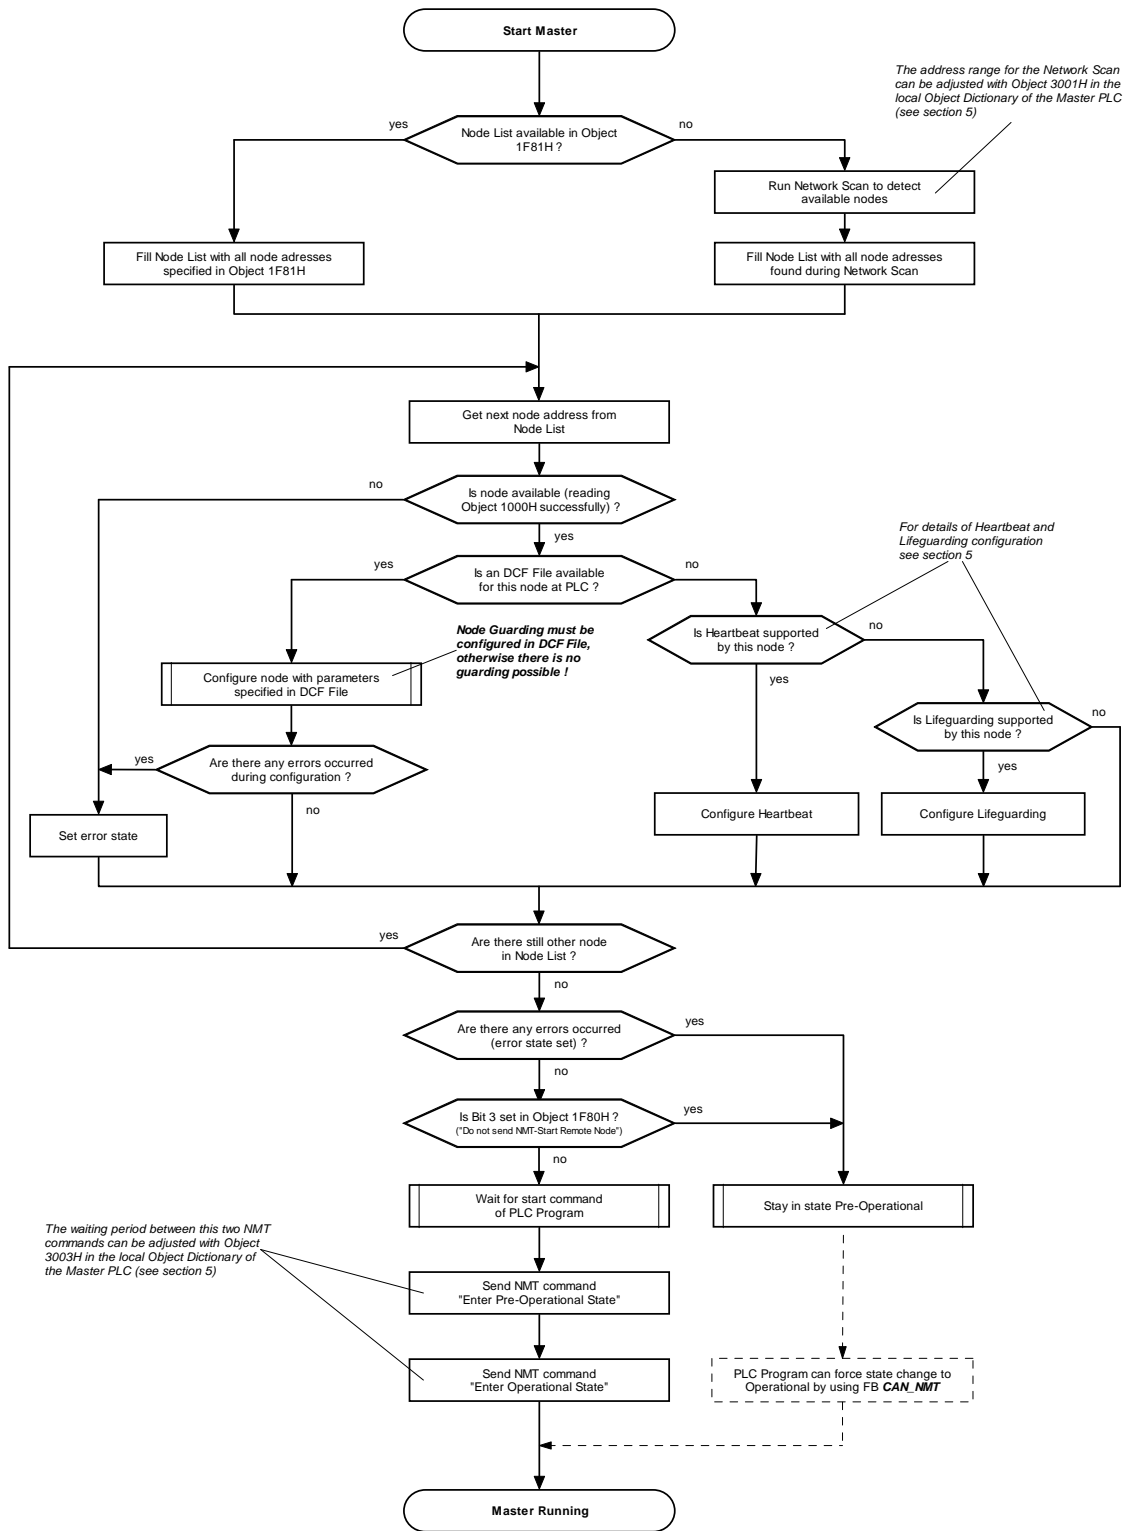 Start Master
The address range for the Network Scan
can be adjusted with Object 3001H in the
local Object Dictionary of the Master PLC
(see section 5)
yes
Node List available in Object
1F81H ?
no
Run Network Scan to detect
available nodes
Fill Node List with all node adresses
specified in Object 1F81H
Fill Node List with all node adresses
found during Network Scan
Get next node address from
Node List
no
Is node available (reading
Object 1000H successfully) ?
yes
For details of Heartbeat and
Lifeguarding configuration
see section 5
yes
Is an DCF File available
for this node at PLC ?
no
Node Guarding must be
configured in DCF File,
otherwise there is no
guarding possible !
Is Heartbeat supported
by this node ?
no
yes
Configure node with parameters
specified in DCF File
Is Lifeguarding supported
by this node ?
no
yes
yes
Are there any errors occurred
during configuration ?
no
Configure Heartbeat
Configure Lifeguarding
Set error state
yes
Are there still other node
in Node List ?
no
Are there any errors occurred
(error state set) ?
yes
no
Is Bit 3 set in Object 1F80H ?
("Do not send NMT-Start Remote Node")
yes
no
Wait for start command
of PLC Program
Stay in state Pre-Operational
The waiting period between this two NMT
commands can be adjusted with Object
3003H in the local Object Dictionary of
the Master PLC (see section 5)
Send NMT command
"Enter Pre-Operational State"
Send NMT command
"Enter Operational State"
PLC Program can force state change to
Operational by using FB CAN_NMT
Master Running